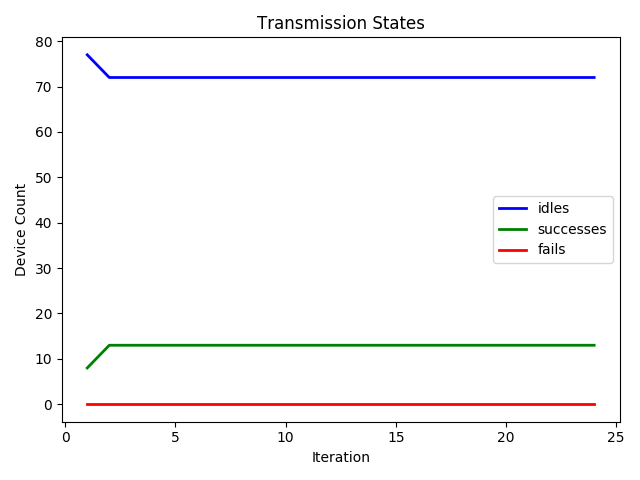 Transmission States
80
70
60
50
40
30
20
10
0
Device Count
idles
successes
fails
0 5 10 15 20 25
Iteration